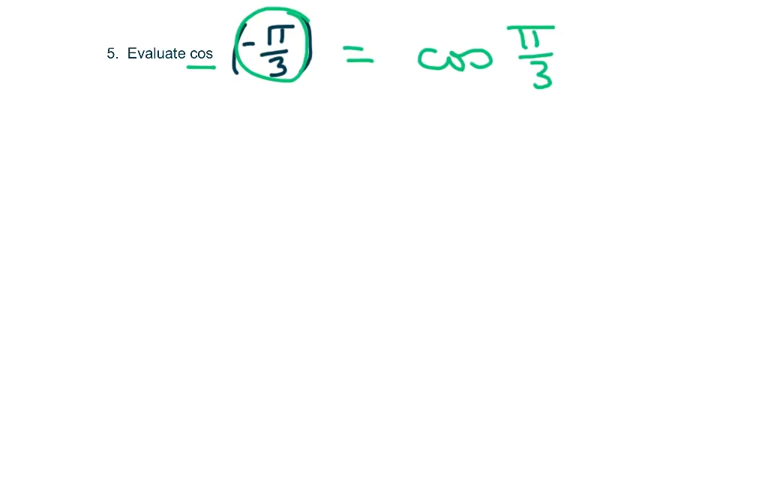 5. Evaluate cos (-π/3) = cos π/3